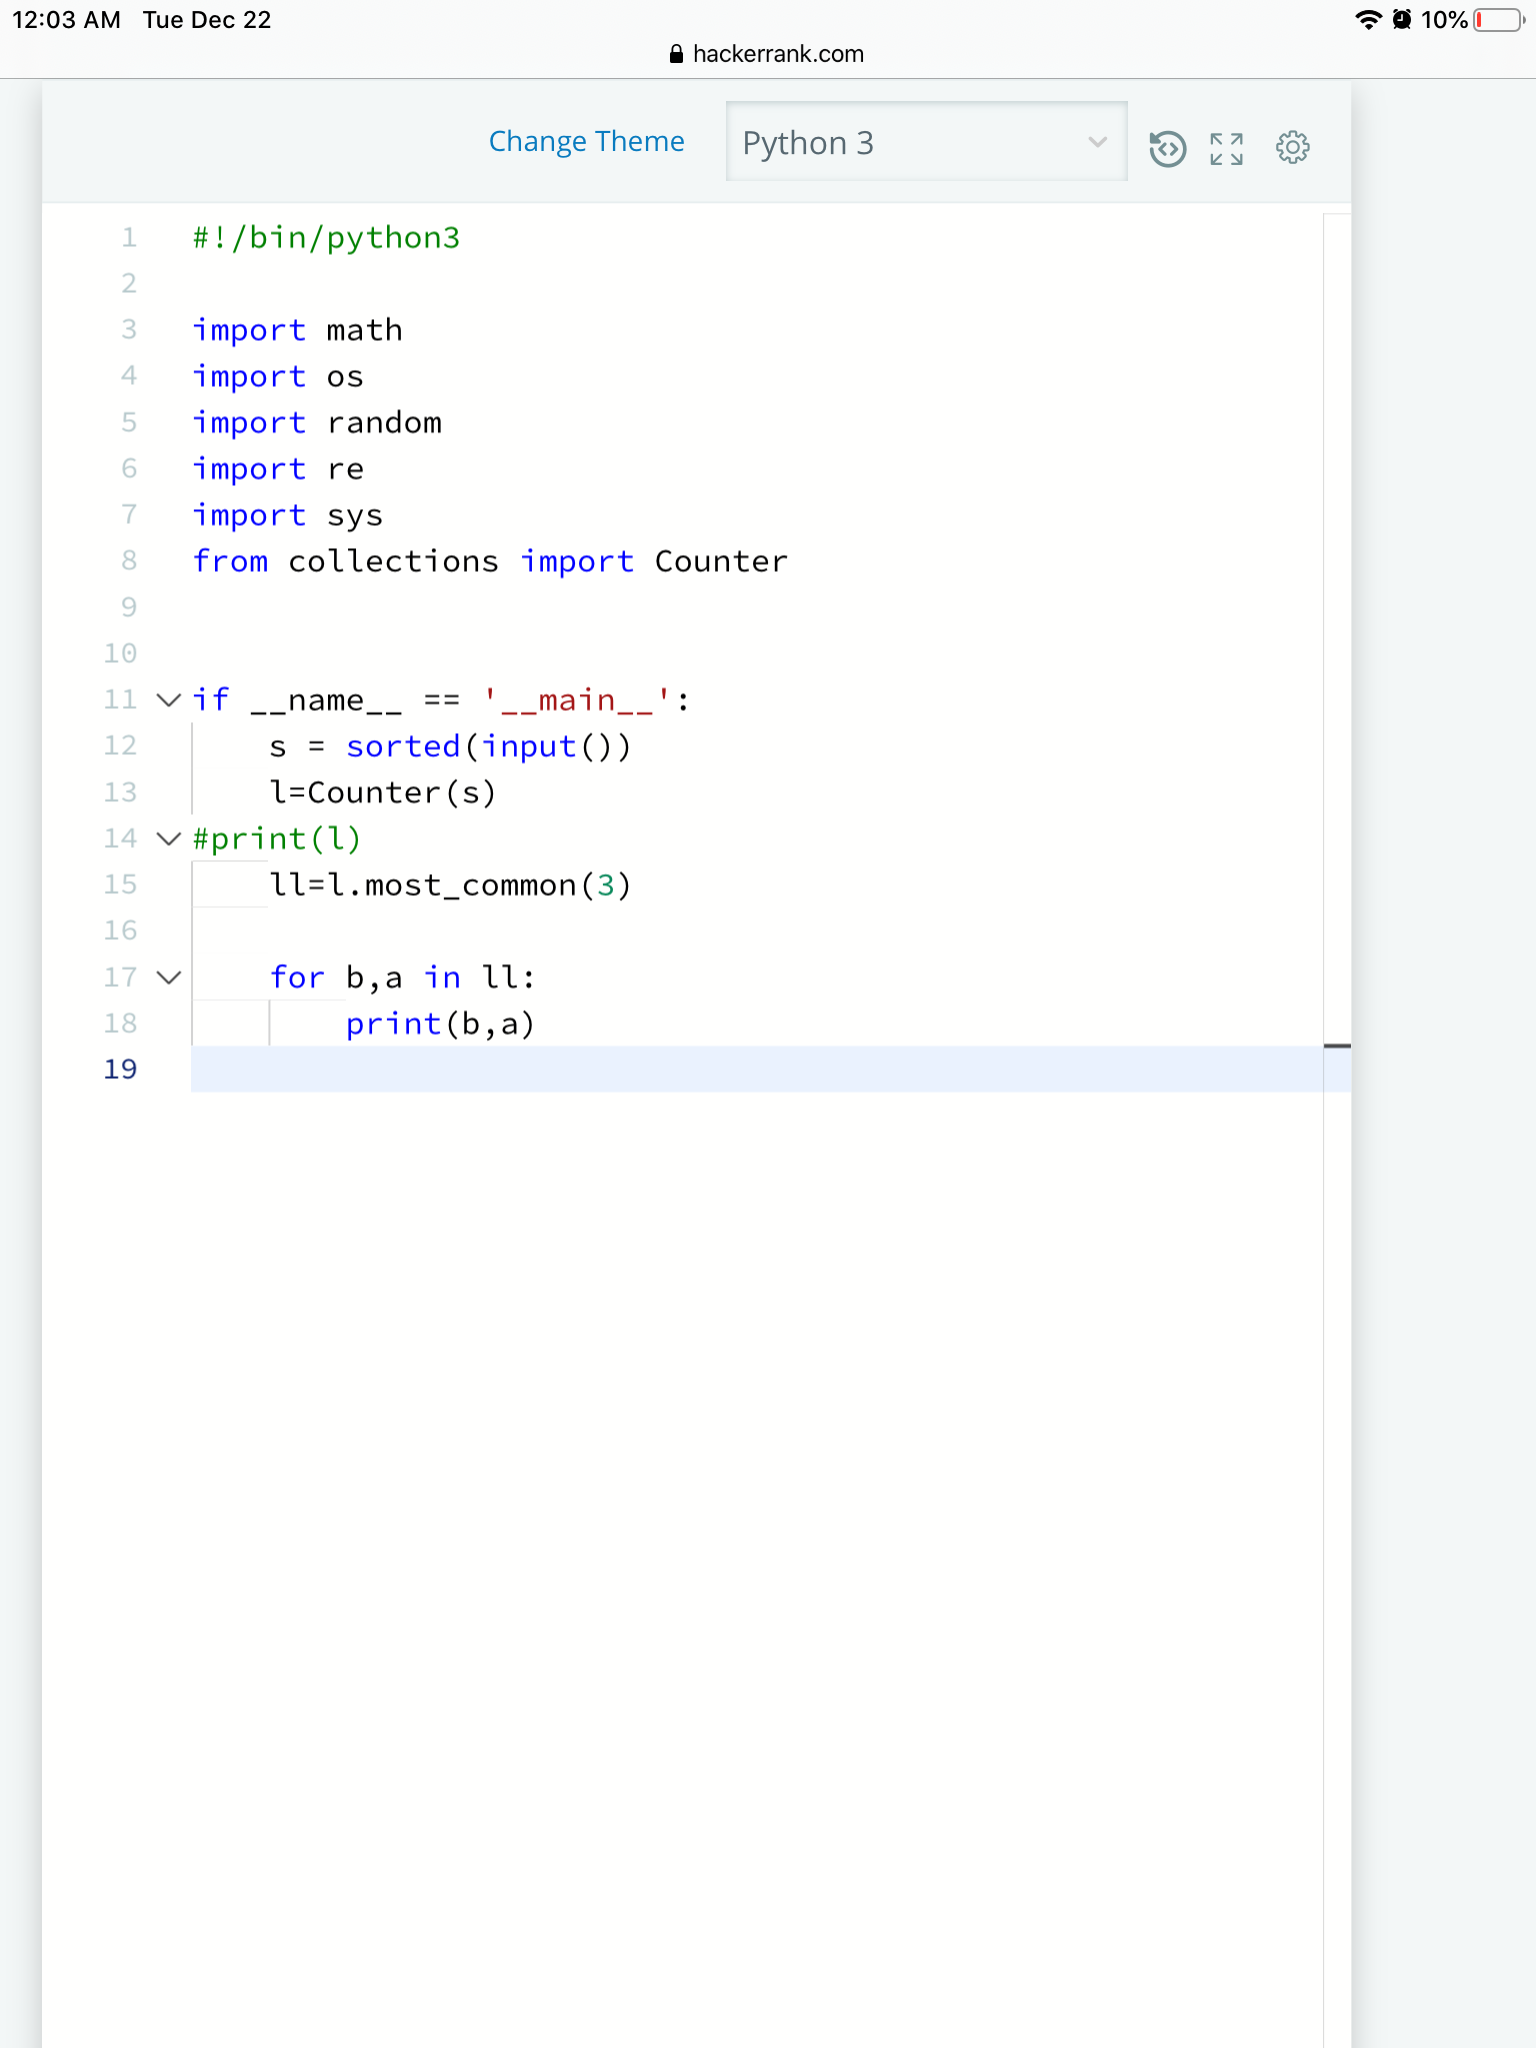 12:03 AM Tue Dec 22 10%
hackerrank.com
Change Theme Python 3
1 #!/bin/python3
2
3 import math
4 import os
5 import random
6 import re
7 import sys
8 from collections import Counter
9
10
11 if __name__ == '__main__':
12     s = sorted(input())
13     l=Counter(s)
14 #print(l)
15     ll=l.most_common(3)
16
17     for b,a in ll:
18         print(b,a)
19